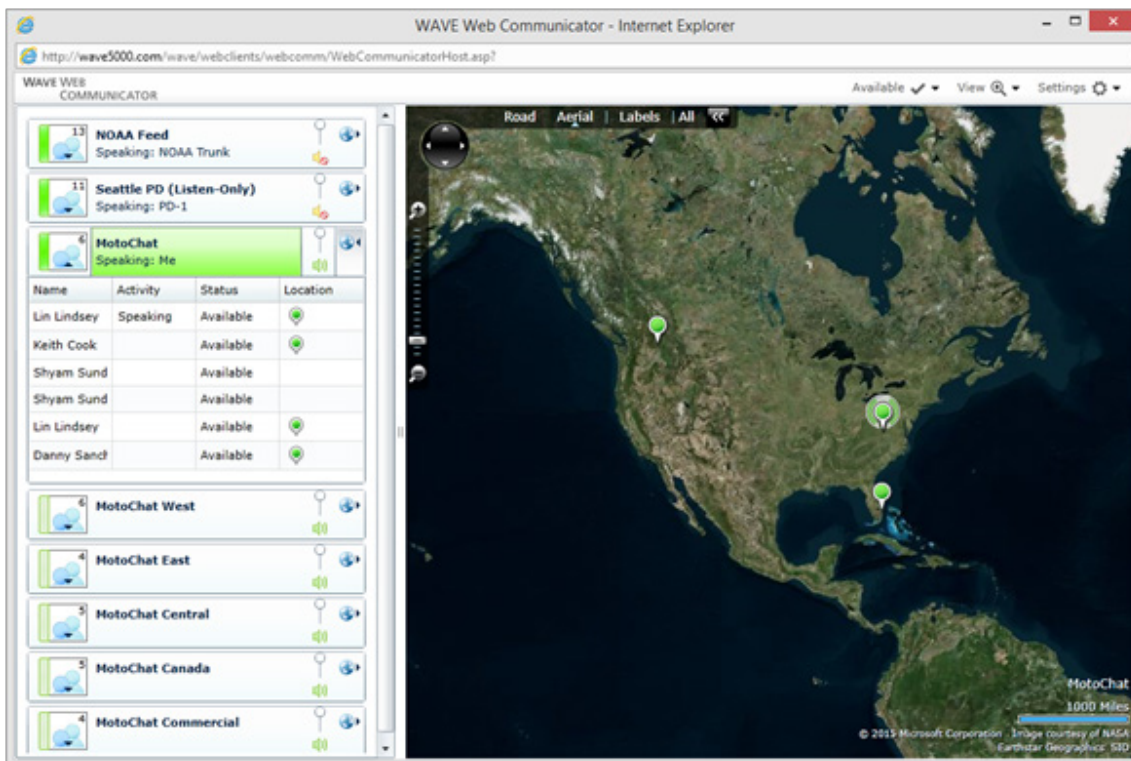 WAVE Web Communicator - Internet Explorer
http://wave5000.com/wave/webclients/webcomm/WebCommunicatorHost.asp?
WAVE WEB
COMMUNICATOR
Available View Settings
13 NOAA Feed
Speaking: NOAA Trunk
11 Seattle PD (Listen-Only)
Speaking: PD-1
6 MotoChat
Speaking: Me
Name Activity Status Location
Lin Lindsey Speaking Available
Keith Cook Available
Shyam Sund Available
Shyam Sund Available
Lin Lindsey Available
Danny Sanch Available
6 MotoChat West
4 MotoChat East
5 MotoChat Central
5 MotoChat Canada
4 MotoChat Commercial
Road Aerial | Labels | All <<
MotoChat
1000 Miles
© 2015 Microsoft Corporation Image courtesy of NASA
Earthstar Geographics SIO